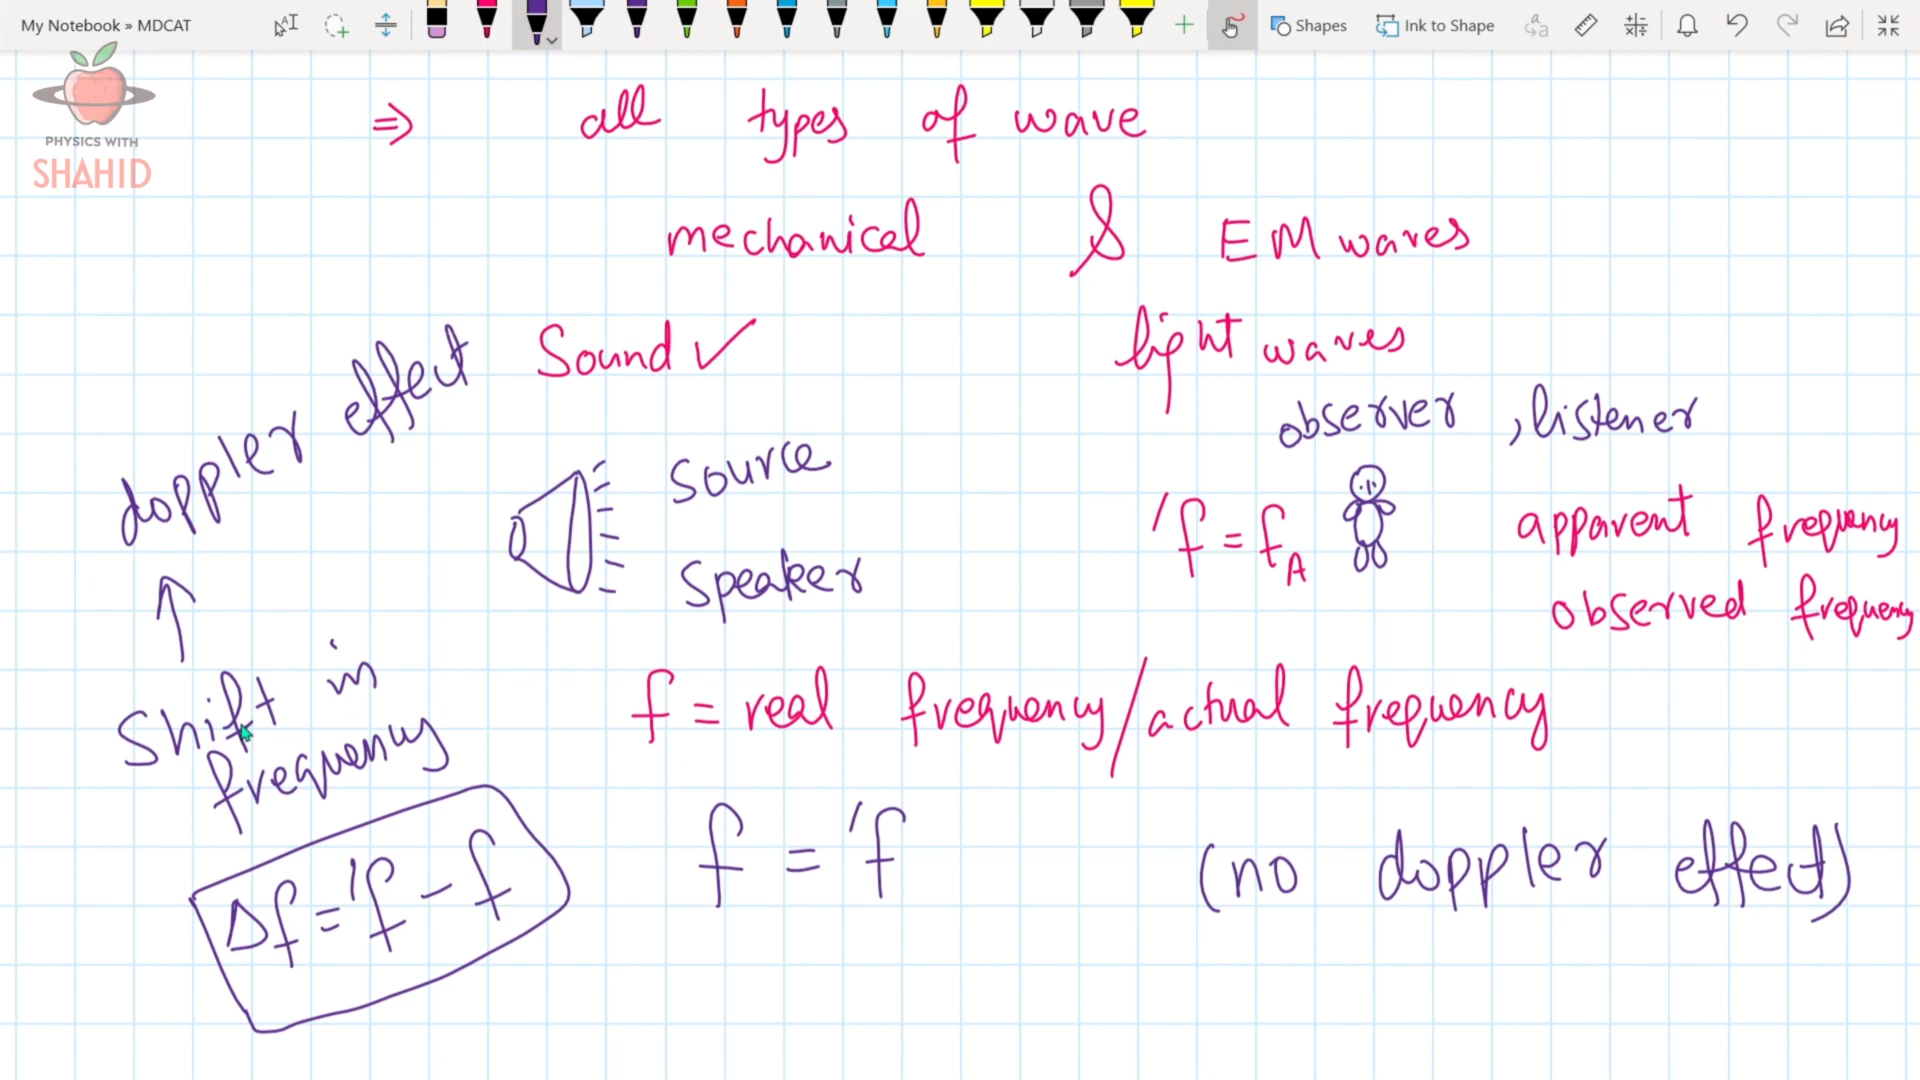 My Notebook » MDCAT
Shapes
Ink to Shape
PHYSICS WITH
SHAHID
⇒ all types of wave
mechanical & EM waves
Sound ✓ light waves
doppler effect
observer , listener
Source
Speaker
'f = fA
apparent frequency
observed frequency
Shift in
frequency
f = real frequency/actual frequency
Δf = 'f − f
f = 'f (no doppler effect)